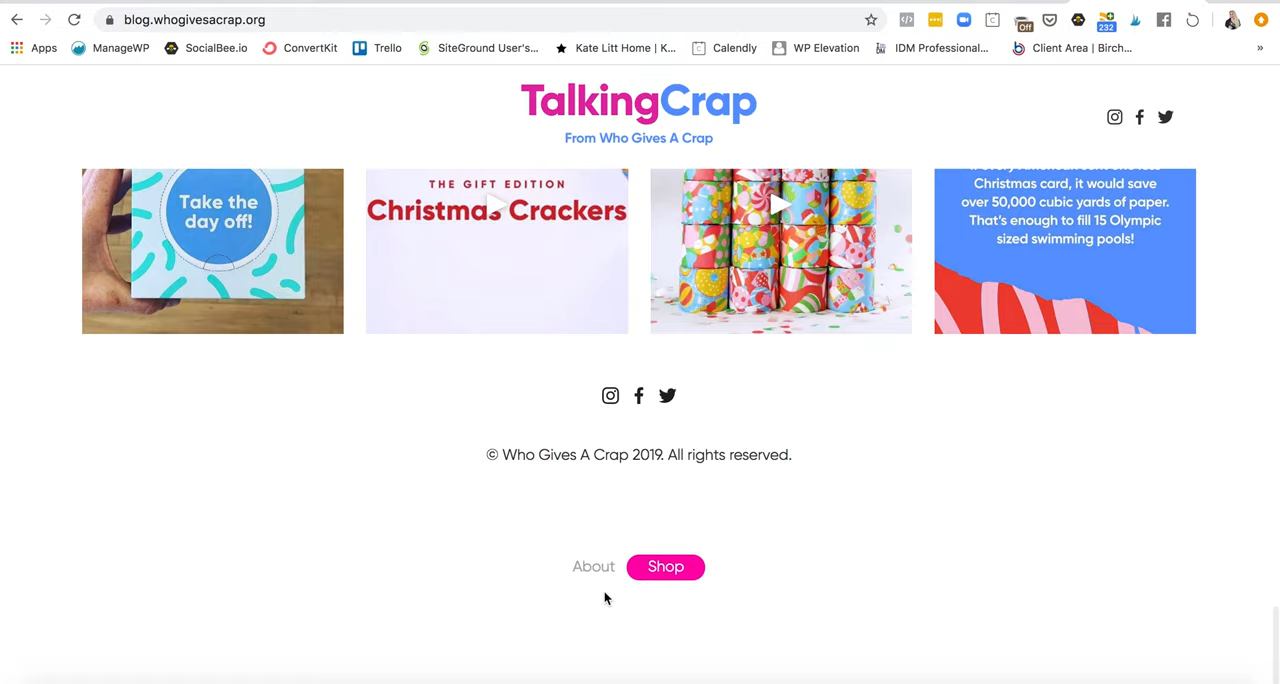 blog.whogivesacrap.org
Off
232
Apps
ManageWP
SocialBee.io
ConvertKit
Trello
SiteGround User's...
Kate Litt Home | K...
Calendly
WP Elevation
IDM Professional...
Client Area | Birch...
»
TalkingCrap
From Who Gives A Crap
Take the
day off!
THE GIFT EDITION
Christmas Crackers
Christmas card, it would save
over 50,000 cubic yards of paper.
That's enough to fill 15 Olympic
sized swimming pools!
© Who Gives A Crap 2019. All rights reserved.
About
Shop